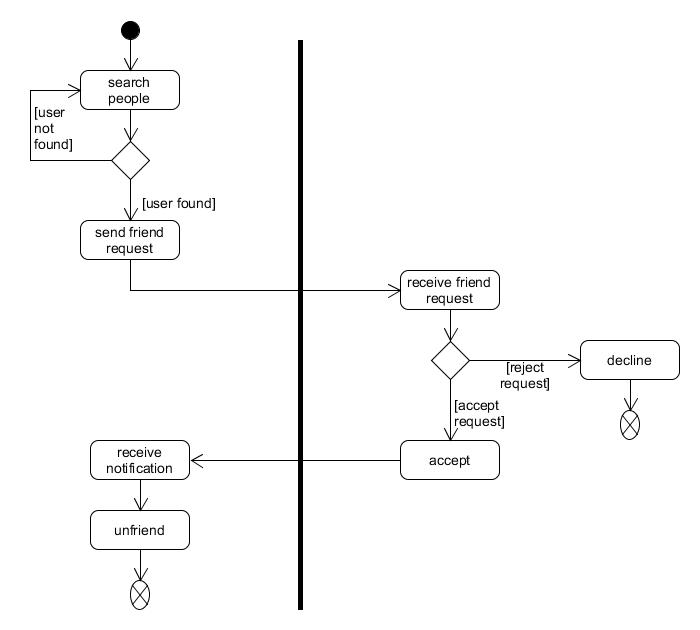 search
people
[user
not
found]
[user found]
send friend
request
receive friend
request
[reject
request]
decline
[accept
request]
accept
receive
notification
unfriend